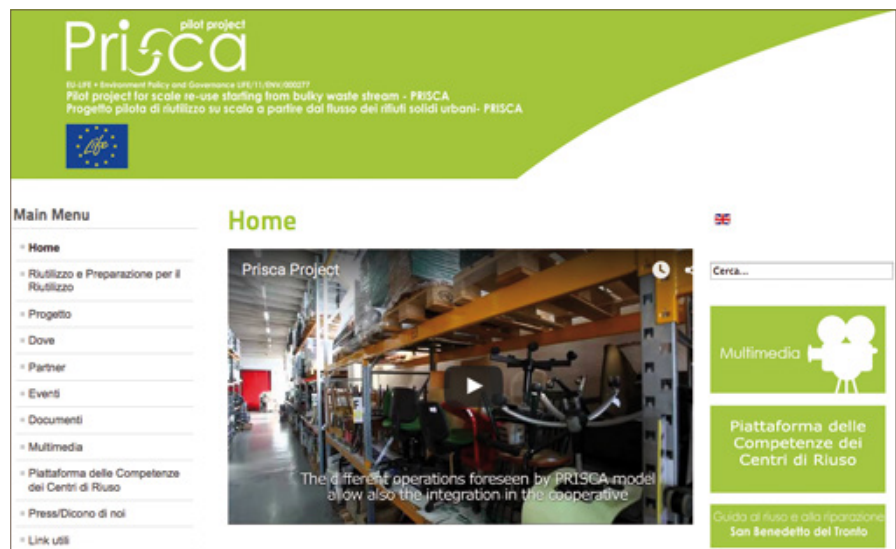 pilot project
Prisca
EU-LIFE + Environment Policy and Governance LIFE/11/ENV/000277
Pilot project for scale re-use starting from bulky waste stream - PRISCA
Progetto pilota di riutilizzo su scala a partire dal flusso dei rifiuti solidi urbani- PRISCA
Life
Main Menu
Home
Riutilizzo e Preparazione per il
Riutilizzo
Progetto
Dove
Partner
Eventi
Documenti
Multimedia
Piattaforma delle Competenze
dei Centri di Riuso
Press/Dicono di noi
Link utili
Home
Prisca Project
The different operations foreseen by PRISCA model
allow also the integration in the cooperative
Cerca...
Multimedia
Piattaforma delle
Competenze dei
Centri di Riuso
Guida al riuso e alla riparazione
San Benedetto del Tronto